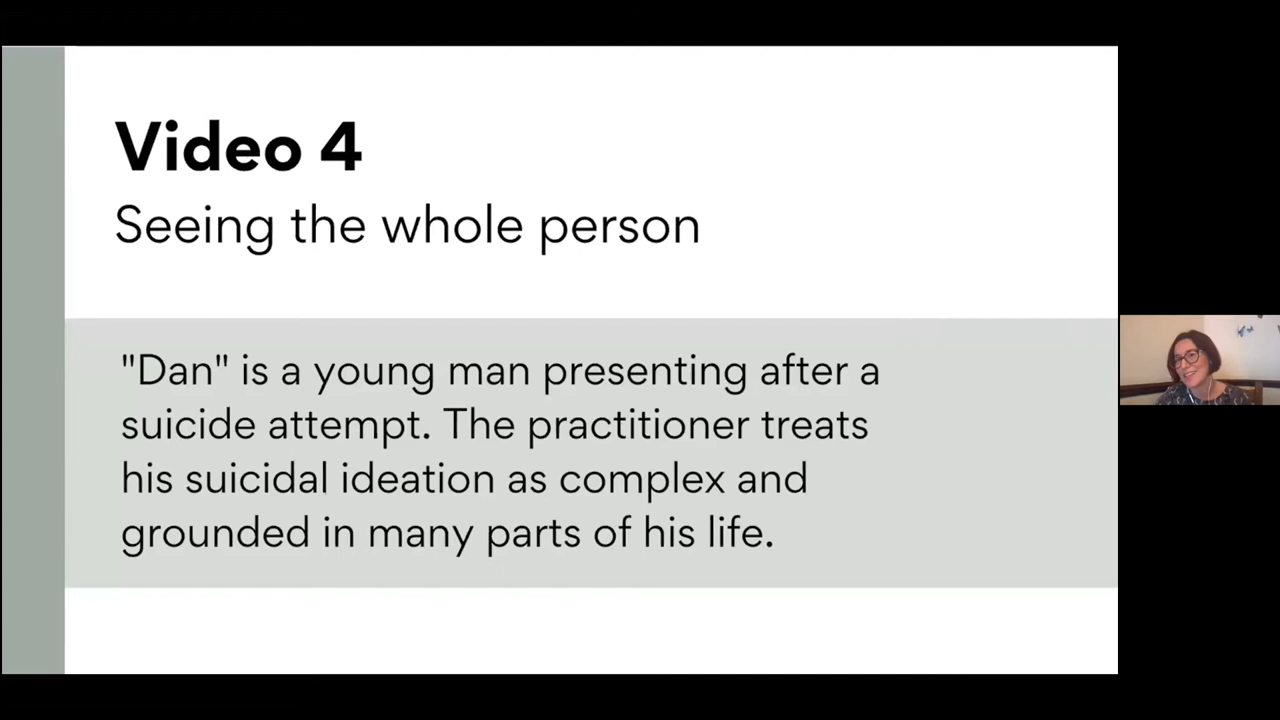 Video 4
Seeing the whole person
"Dan" is a young man presenting after a
suicide attempt. The practitioner treats
his suicidal ideation as complex and
grounded in many parts of his life.